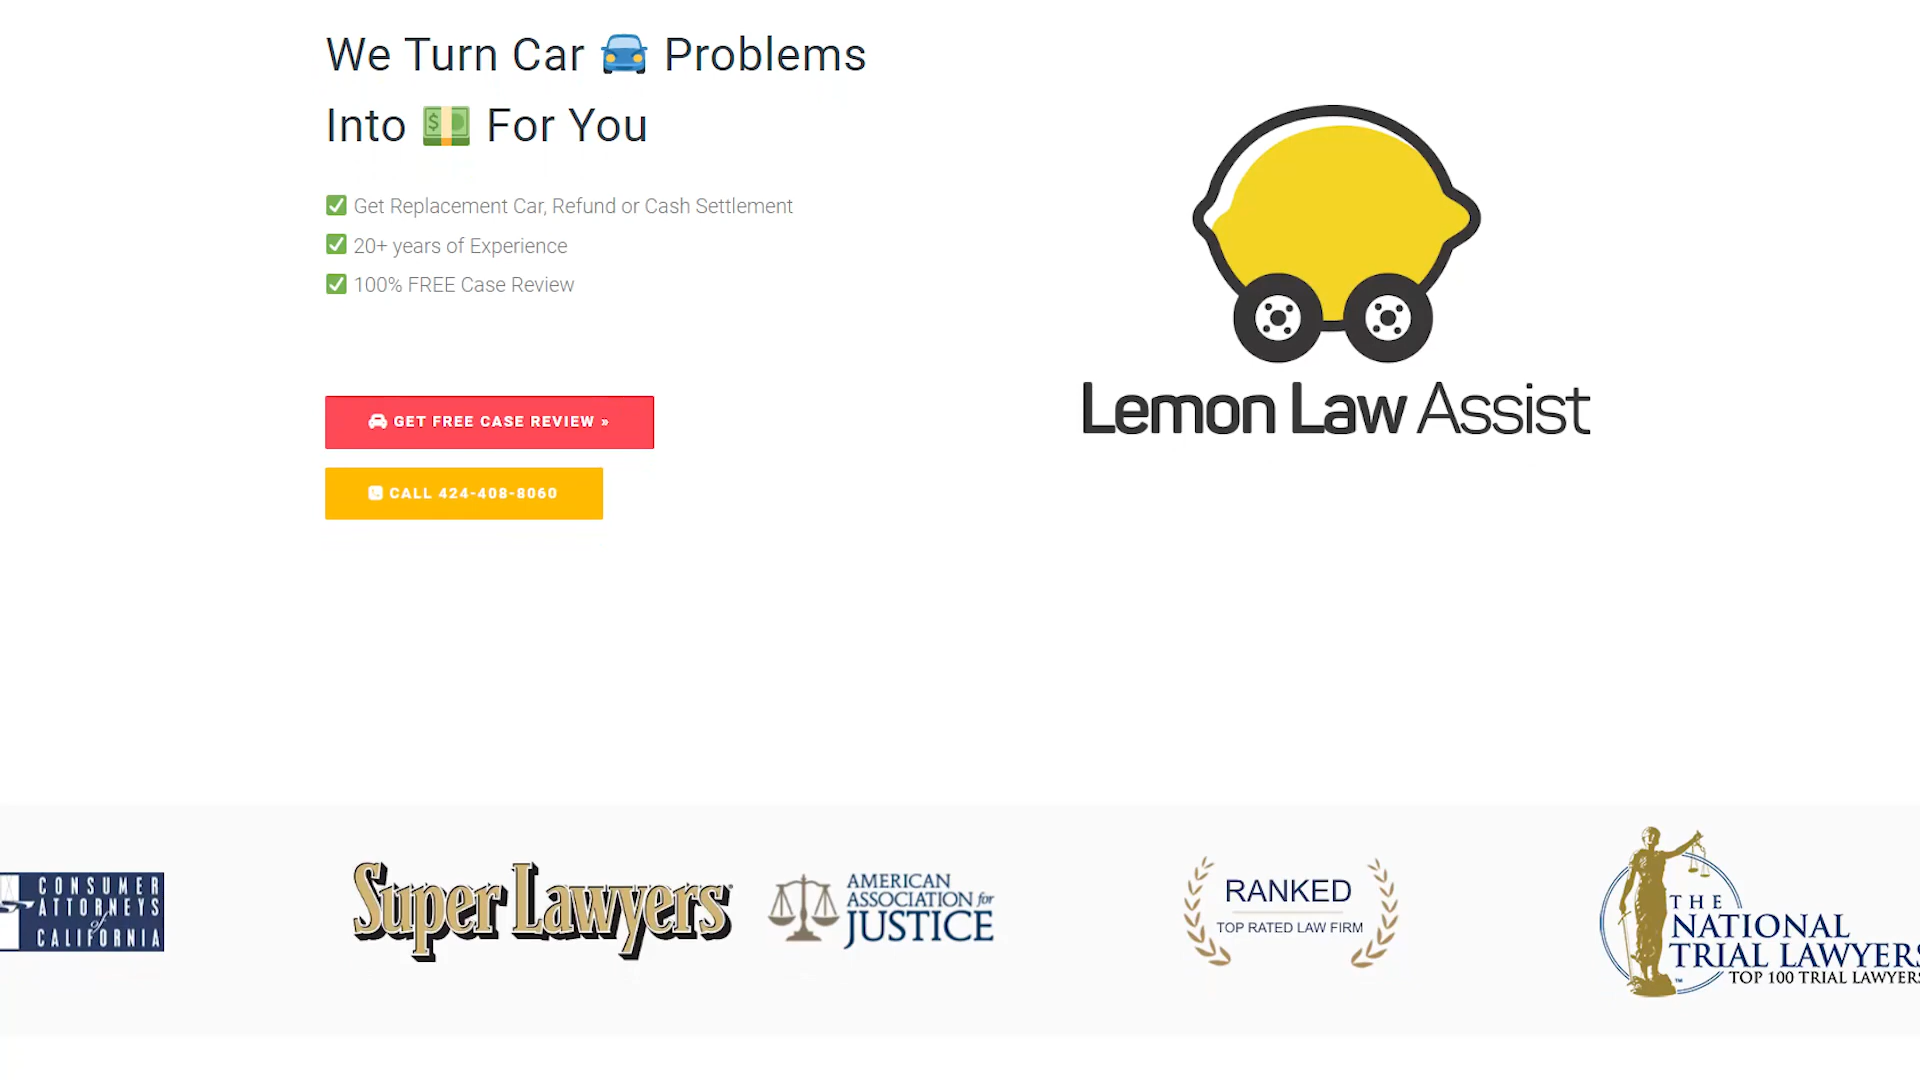 We Turn Car 🚙 Problems
Into 💵 For You
✅ Get Replacement Car, Refund or Cash Settlement
✅ 20+ years of Experience
✅ 100% FREE Case Review
GET FREE CASE REVIEW »
CALL 424-408-8060
Lemon Law Assist
CONSUMER
ATTORNEYS
of
CALIFORNIA
Super Lawyers
AMERICAN
ASSOCIATION for
JUSTICE
RANKED
TOP RATED LAW FIRM
THE
NATIONAL
TRIAL LAWYERS
TOP 100 TRIAL LAWYERS